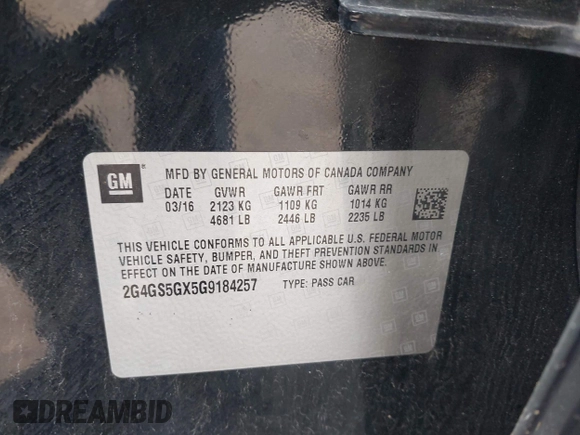 GM
MFD BY GENERAL MOTORS OF CANADA COMPANY
DATE GVWR GAWR FRT GAWR RR
03/16 2123 KG 1109 KG 1014 KG
4681 LB 2446 LB 2235 LB
THIS VEHICLE CONFORMS TO ALL APPLICABLE U.S. FEDERAL MOTOR
VEHICLE SAFETY, BUMPER, AND THEFT PREVENTION STANDARDS IN
EFFECT ON THE DATE OF MANUFACTURE SHOWN ABOVE.
2G4GS5GX5G9184257 TYPE: PASS CAR
DREAMBID